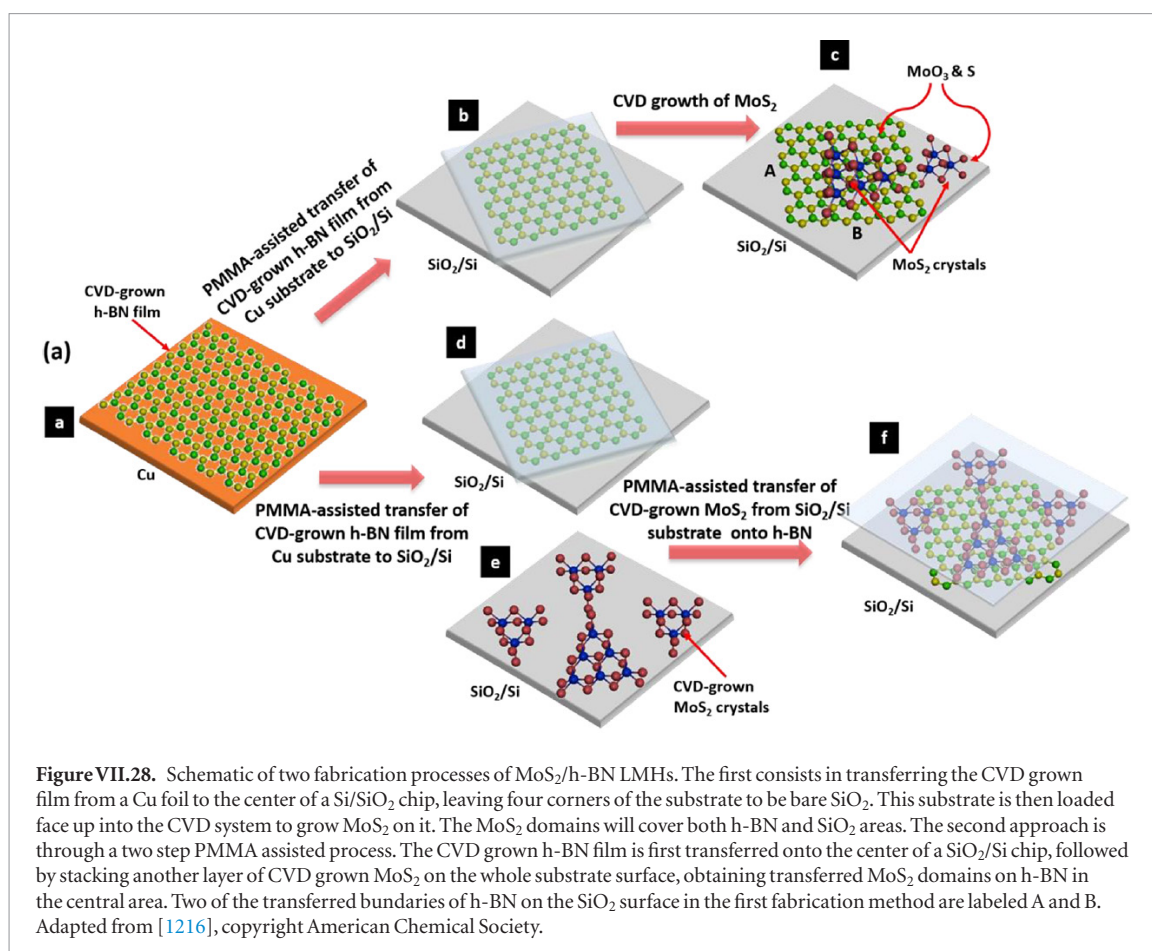 c
MoO₃ & S
CVD growth of MoS₂
b
PMMA-assisted transfer of
CVD-grown h-BN film from
Cu substrate to SiO₂/Si
A
B
SiO₂/Si
SiO₂/Si
MoS₂ crystals
CVD-grown
h-BN film
(a)
a
Cu
d
SiO₂/Si
PMMA-assisted transfer of
CVD-grown h-BN film from
Cu substrate to SiO₂/Si
PMMA-assisted transfer of
CVD-grown MoS₂ from SiO₂/Si
substrate onto h-BN
f
SiO₂/Si
e
SiO₂/Si
CVD-grown
MoS₂ crystals
Figure VII.28. Schematic of two fabrication processes of MoS₂/h-BN LMHs. The first consists in transferring the CVD grown
film from a Cu foil to the center of a Si/SiO₂ chip, leaving four corners of the substrate to be bare SiO₂. This substrate is then loaded
face up into the CVD system to grow MoS₂ on it. The MoS₂ domains will cover both h-BN and SiO₂ areas. The second approach is
through a two step PMMA assisted process. The CVD grown h-BN film is first transferred onto the center of a SiO₂/Si chip, followed
by stacking another layer of CVD grown MoS₂ on the whole substrate surface, obtaining transferred MoS₂ domains on h-BN in
the central area. Two of the transferred bundaries of h-BN on the SiO₂ surface in the first fabrication method are labeled A and B.
Adapted from [1216], copyright American Chemical Society.